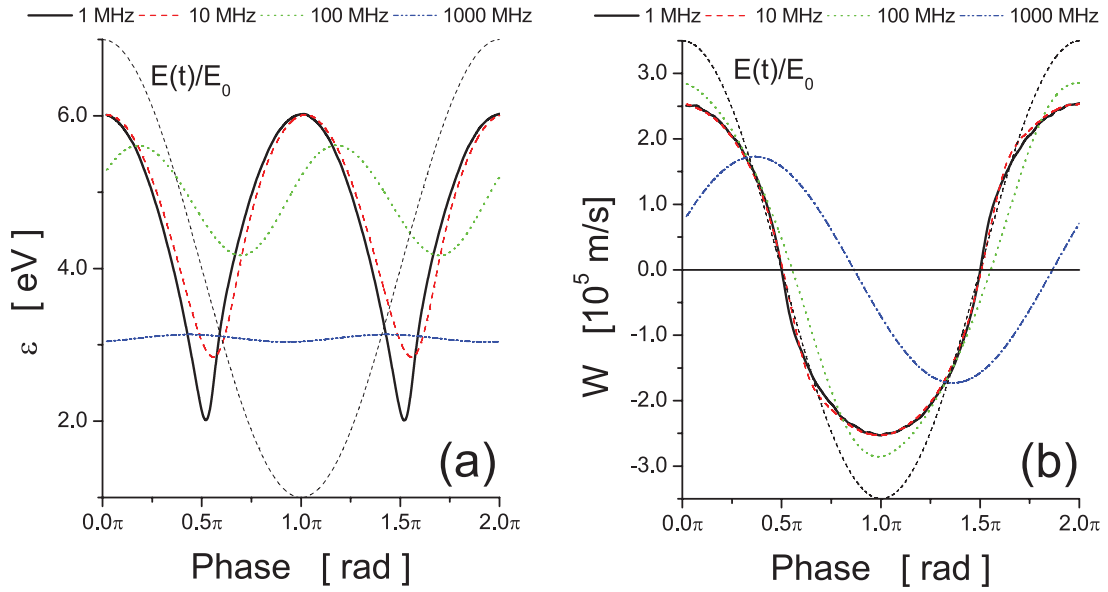 1 MHz 10 MHz 100 MHz 1000 MHz
E(t)/E0
6.0
4.0
2.0
ε [ eV ]
0.0π 0.5π 1.0π 1.5π 2.0π
Phase [ rad ]
(a)
1 MHz 10 MHz 100 MHz 1000 MHz
E(t)/E0
3.0
2.0
1.0
0.0
-1.0
-2.0
-3.0
W [10^5 m/s]
0.0π 0.5π 1.0π 1.5π 2.0π
Phase [ rad ]
(b)